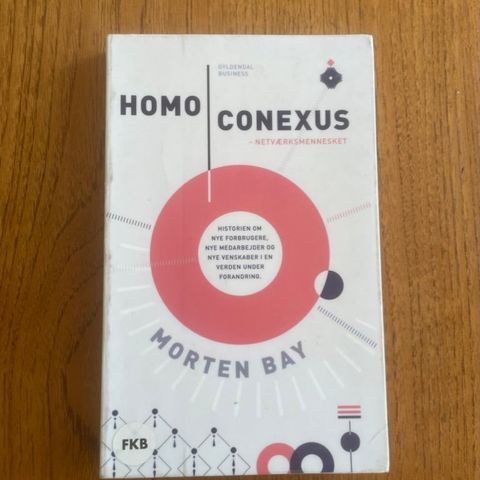 GYLDENDAL
BUSINESS
HOMO CONEXUS
- NETVÆRKSMENNESKET
HISTORIEN OM
NYE FORBRUGERE,
NYE MEDARBEJDER OG
NYE VENSKABER I EN
VERDEN UNDER
FORANDRING.
MORTEN BAY
FKB